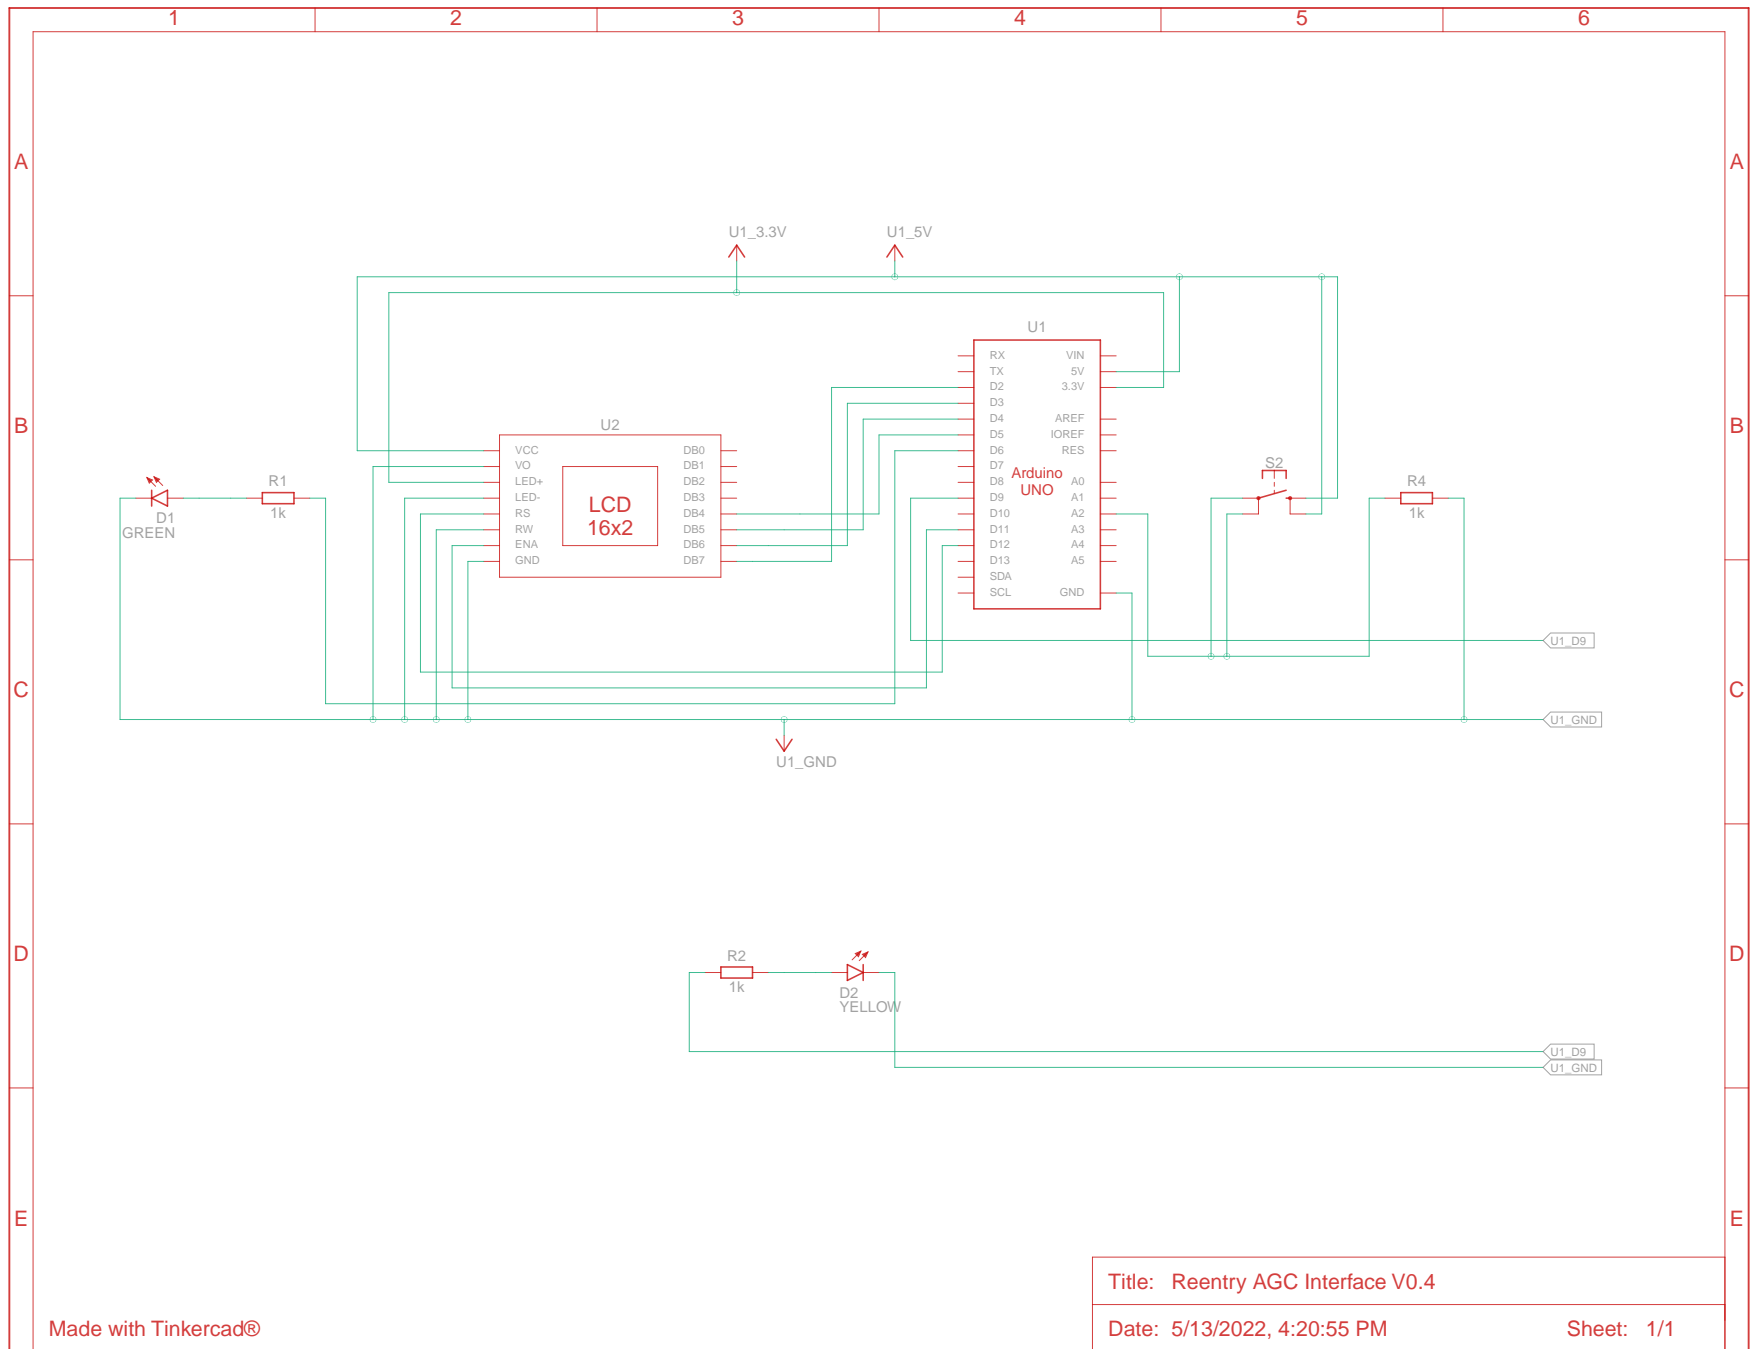 1 2 3 4 5 6
A A
U1_3.3V U1_5V
U1
RX VIN
TX 5V
D2 3.3V
D3
D4 AREF
D5 IOREF
D6 RES
D7
D8 A0
D9 A1
D10 A2
D11 A3
D12 A4
D13 A5
SDA
SCL GND
Arduino
UNO
B B
U2
VCC DB0
VO DB1
LED+ DB2
LED- DB3
RS DB4
RW DB5
ENA DB6
GND DB7
LCD
16x2
R1
1k
D1
GREEN
S2
R4
1k
U1_D9
C C
U1_GND
U1_GND
D D
R2
1k
D2
YELLOW
U1_D9
U1_GND
E E
Title: Reentry AGC Interface V0.4
Made with Tinkercad®
Date: 5/13/2022, 4:20:55 PM Sheet: 1/1